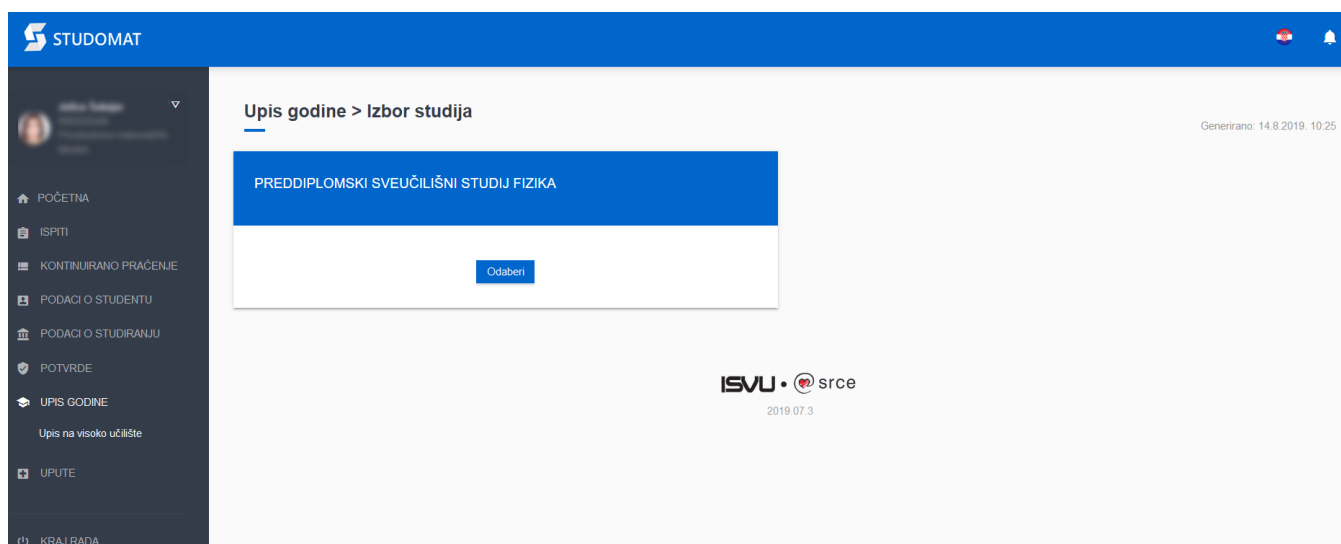 STUDOMAT
Upis godine > Izbor studija
Generirano: 14.8.2019. 10:25
PREDDIPLOMSKI SVEUČILIŠNI STUDIJ FIZIKA
Odaberi
POČETNA
ISPITI
KONTINUIRANO PRAĆENJE
PODACI O STUDENTU
PODACI O STUDIRANJU
POTVRDE
UPIS GODINE
Upis na visoko učilište
UPUTE
KRAJ RADA
ISVU • srce
2019.07.3